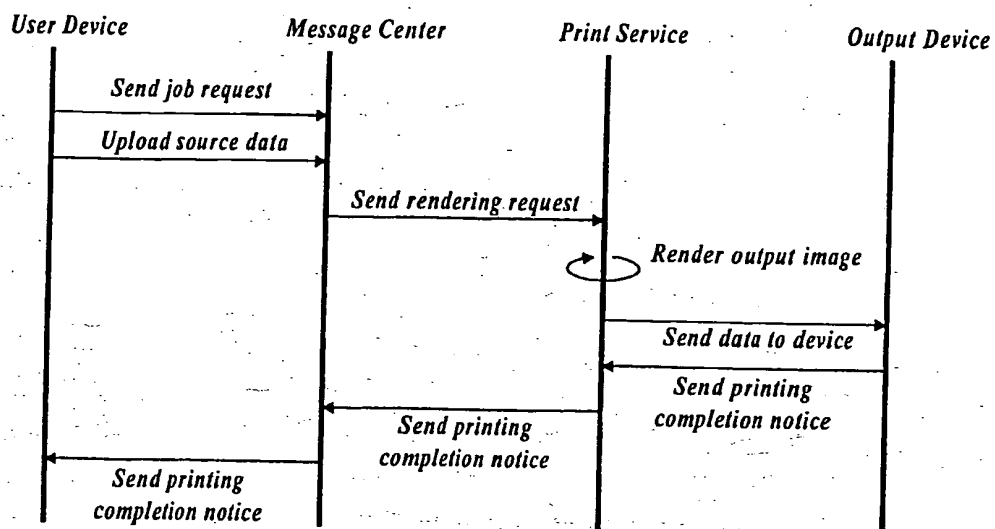 User Device
Message Center
Print Service
Output Device
Send job request
Upload source data
Send rendering request
Render output image
Send data to device
Send printing
completion notice
Send printing
completion notice
Send printing
completion notice